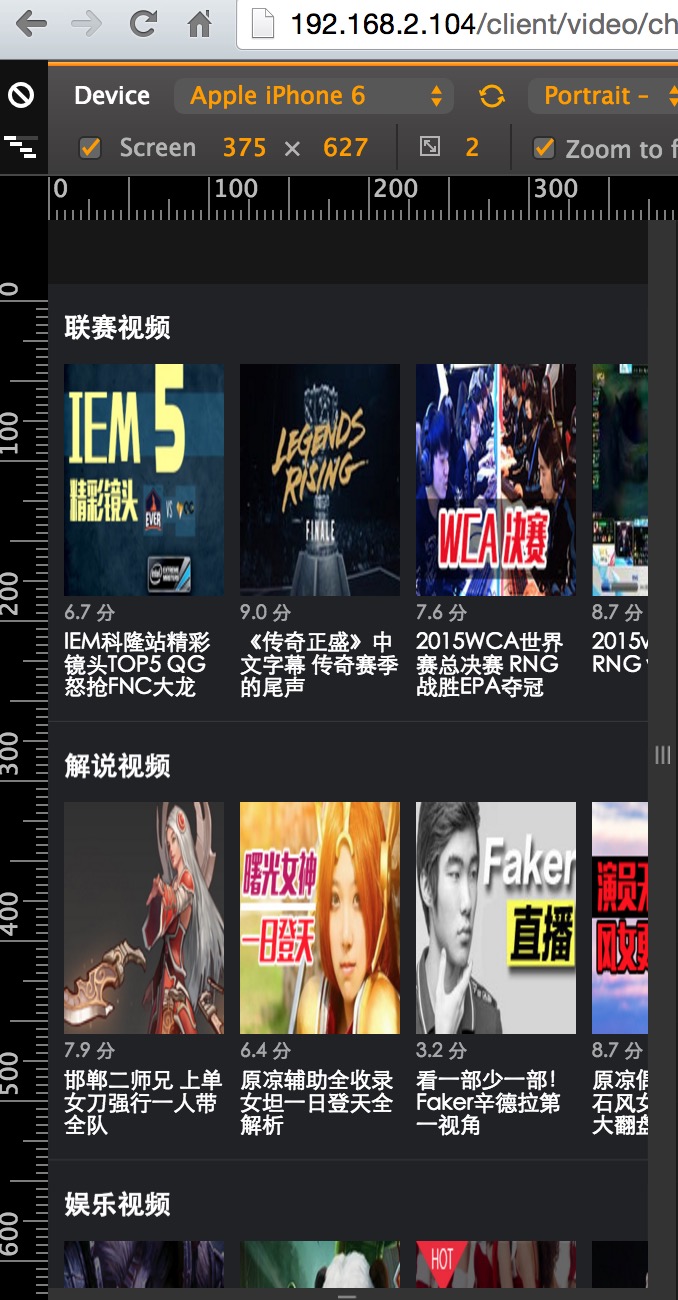 192.168.2.104/client/video/ch
Device Apple iPhone 6 Portrait –
Screen 375 × 627 2 Zoom to f
0 100 200 300
0
100
200
300
400
500
600
联赛视频
IEM 5
精彩镜头
EVER VS
LEGENDS
RISING
FINALE
WCA 决赛
6.7 分 9.0 分 7.6 分 8.7 分
IEM科隆站精彩
镜头TOP5 QG
怒抢FNC大龙
《传奇正盛》中
文字幕 传奇赛季
的尾声
2015WCA世界
赛总决赛 RNG
战胜EPA夺冠
2015
RNG
解说视频
曙光女神
一日登天
Faker
直播
演员
风女
7.9 分 6.4 分 3.2 分 8.7 分
邯郸二师兄 上单
女刀强行一人带
全队
原凉辅助全收录
女坦一日登天全
解析
看一部少一部！
Faker辛德拉第
一视角
原凉
石风
大翻
娱乐视频
HOT